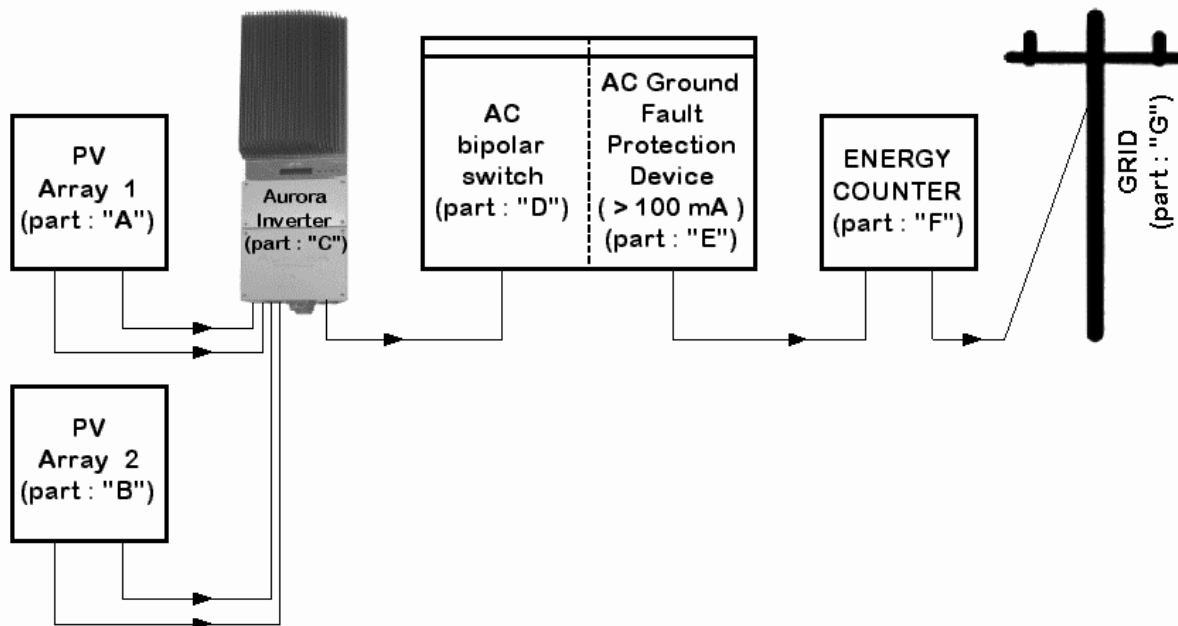 PV
Array 1
(part : "A")
Aurora
Inverter
(part : "C")
AC
bipolar
switch
(part : "D")
AC Ground
Fault
Protection
Device
( > 100 mA )
(part : "E")
ENERGY
COUNTER
(part : "F")
GRID
(part : "G")
PV
Array 2
(part : "B")